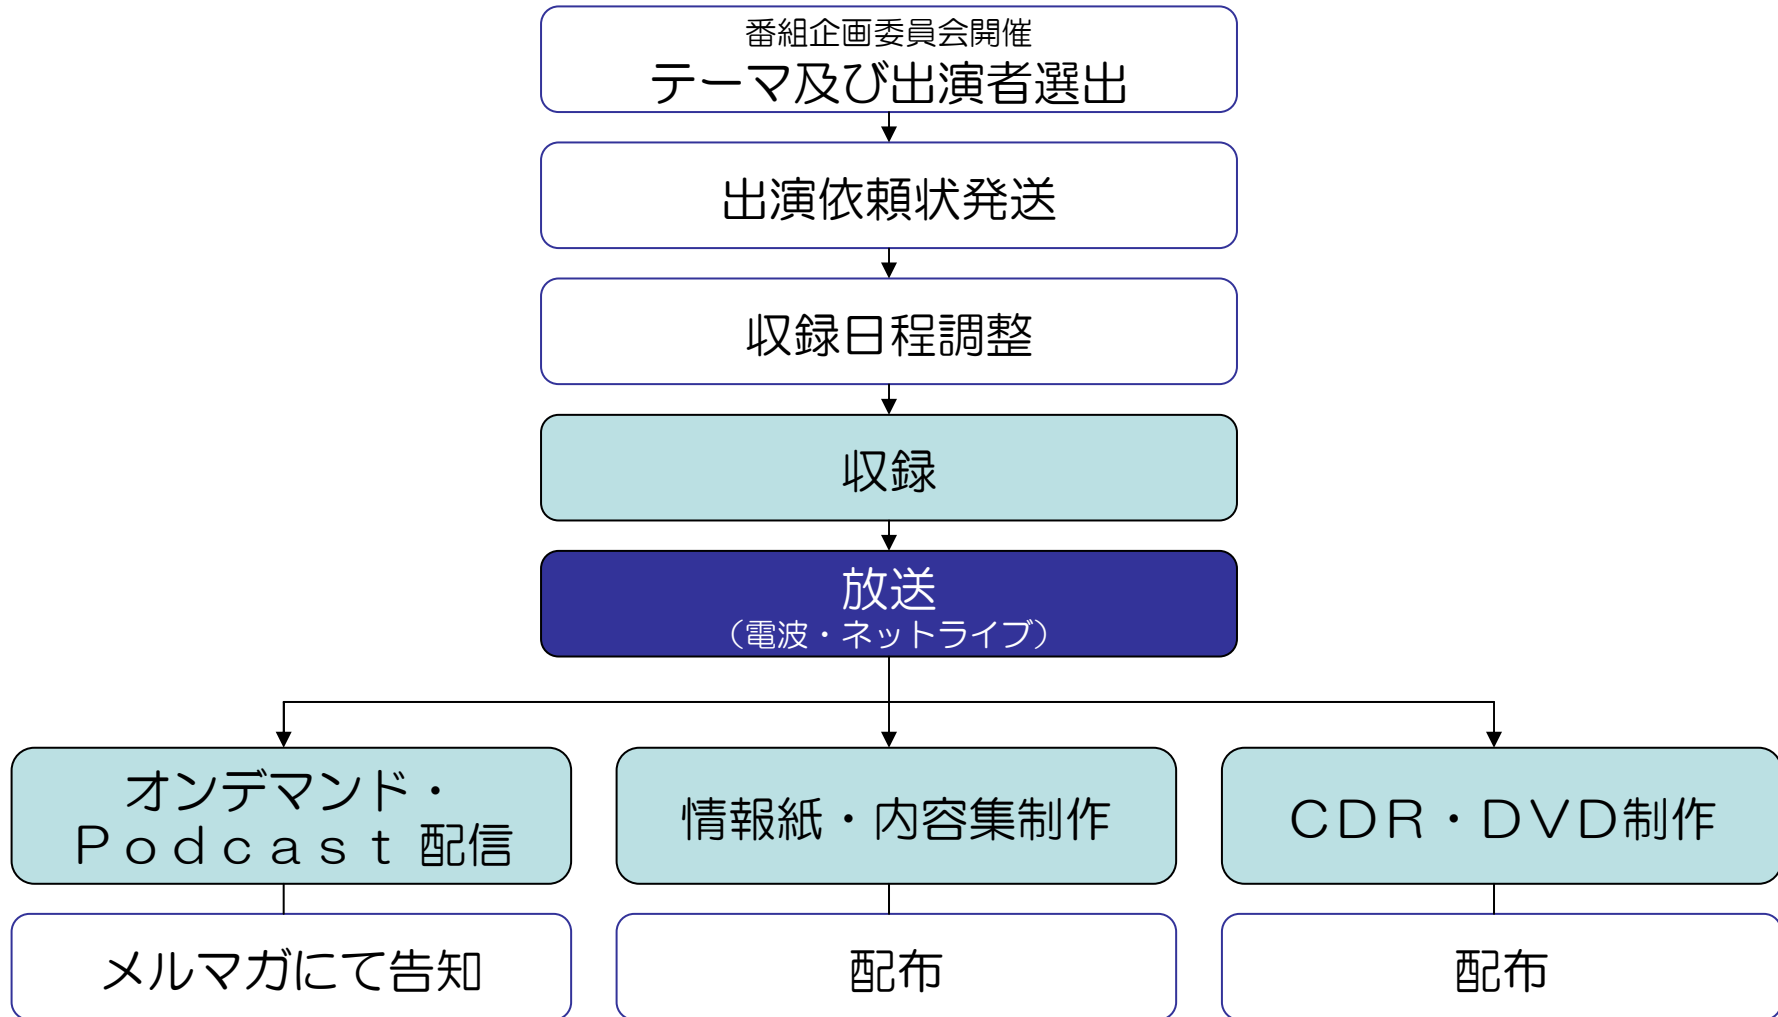 番組企画委員会開催
テーマ及び出演者選出
出演依頼状発送
収録日程調整
収録
放送
（電波・ネットライブ）
オンデマンド・
Ｐｏｄｃａｓｔ 配信
情報紙・内容集制作
ＣＤＲ・ＤＶＤ制作
メルマガにて告知
配布
配布